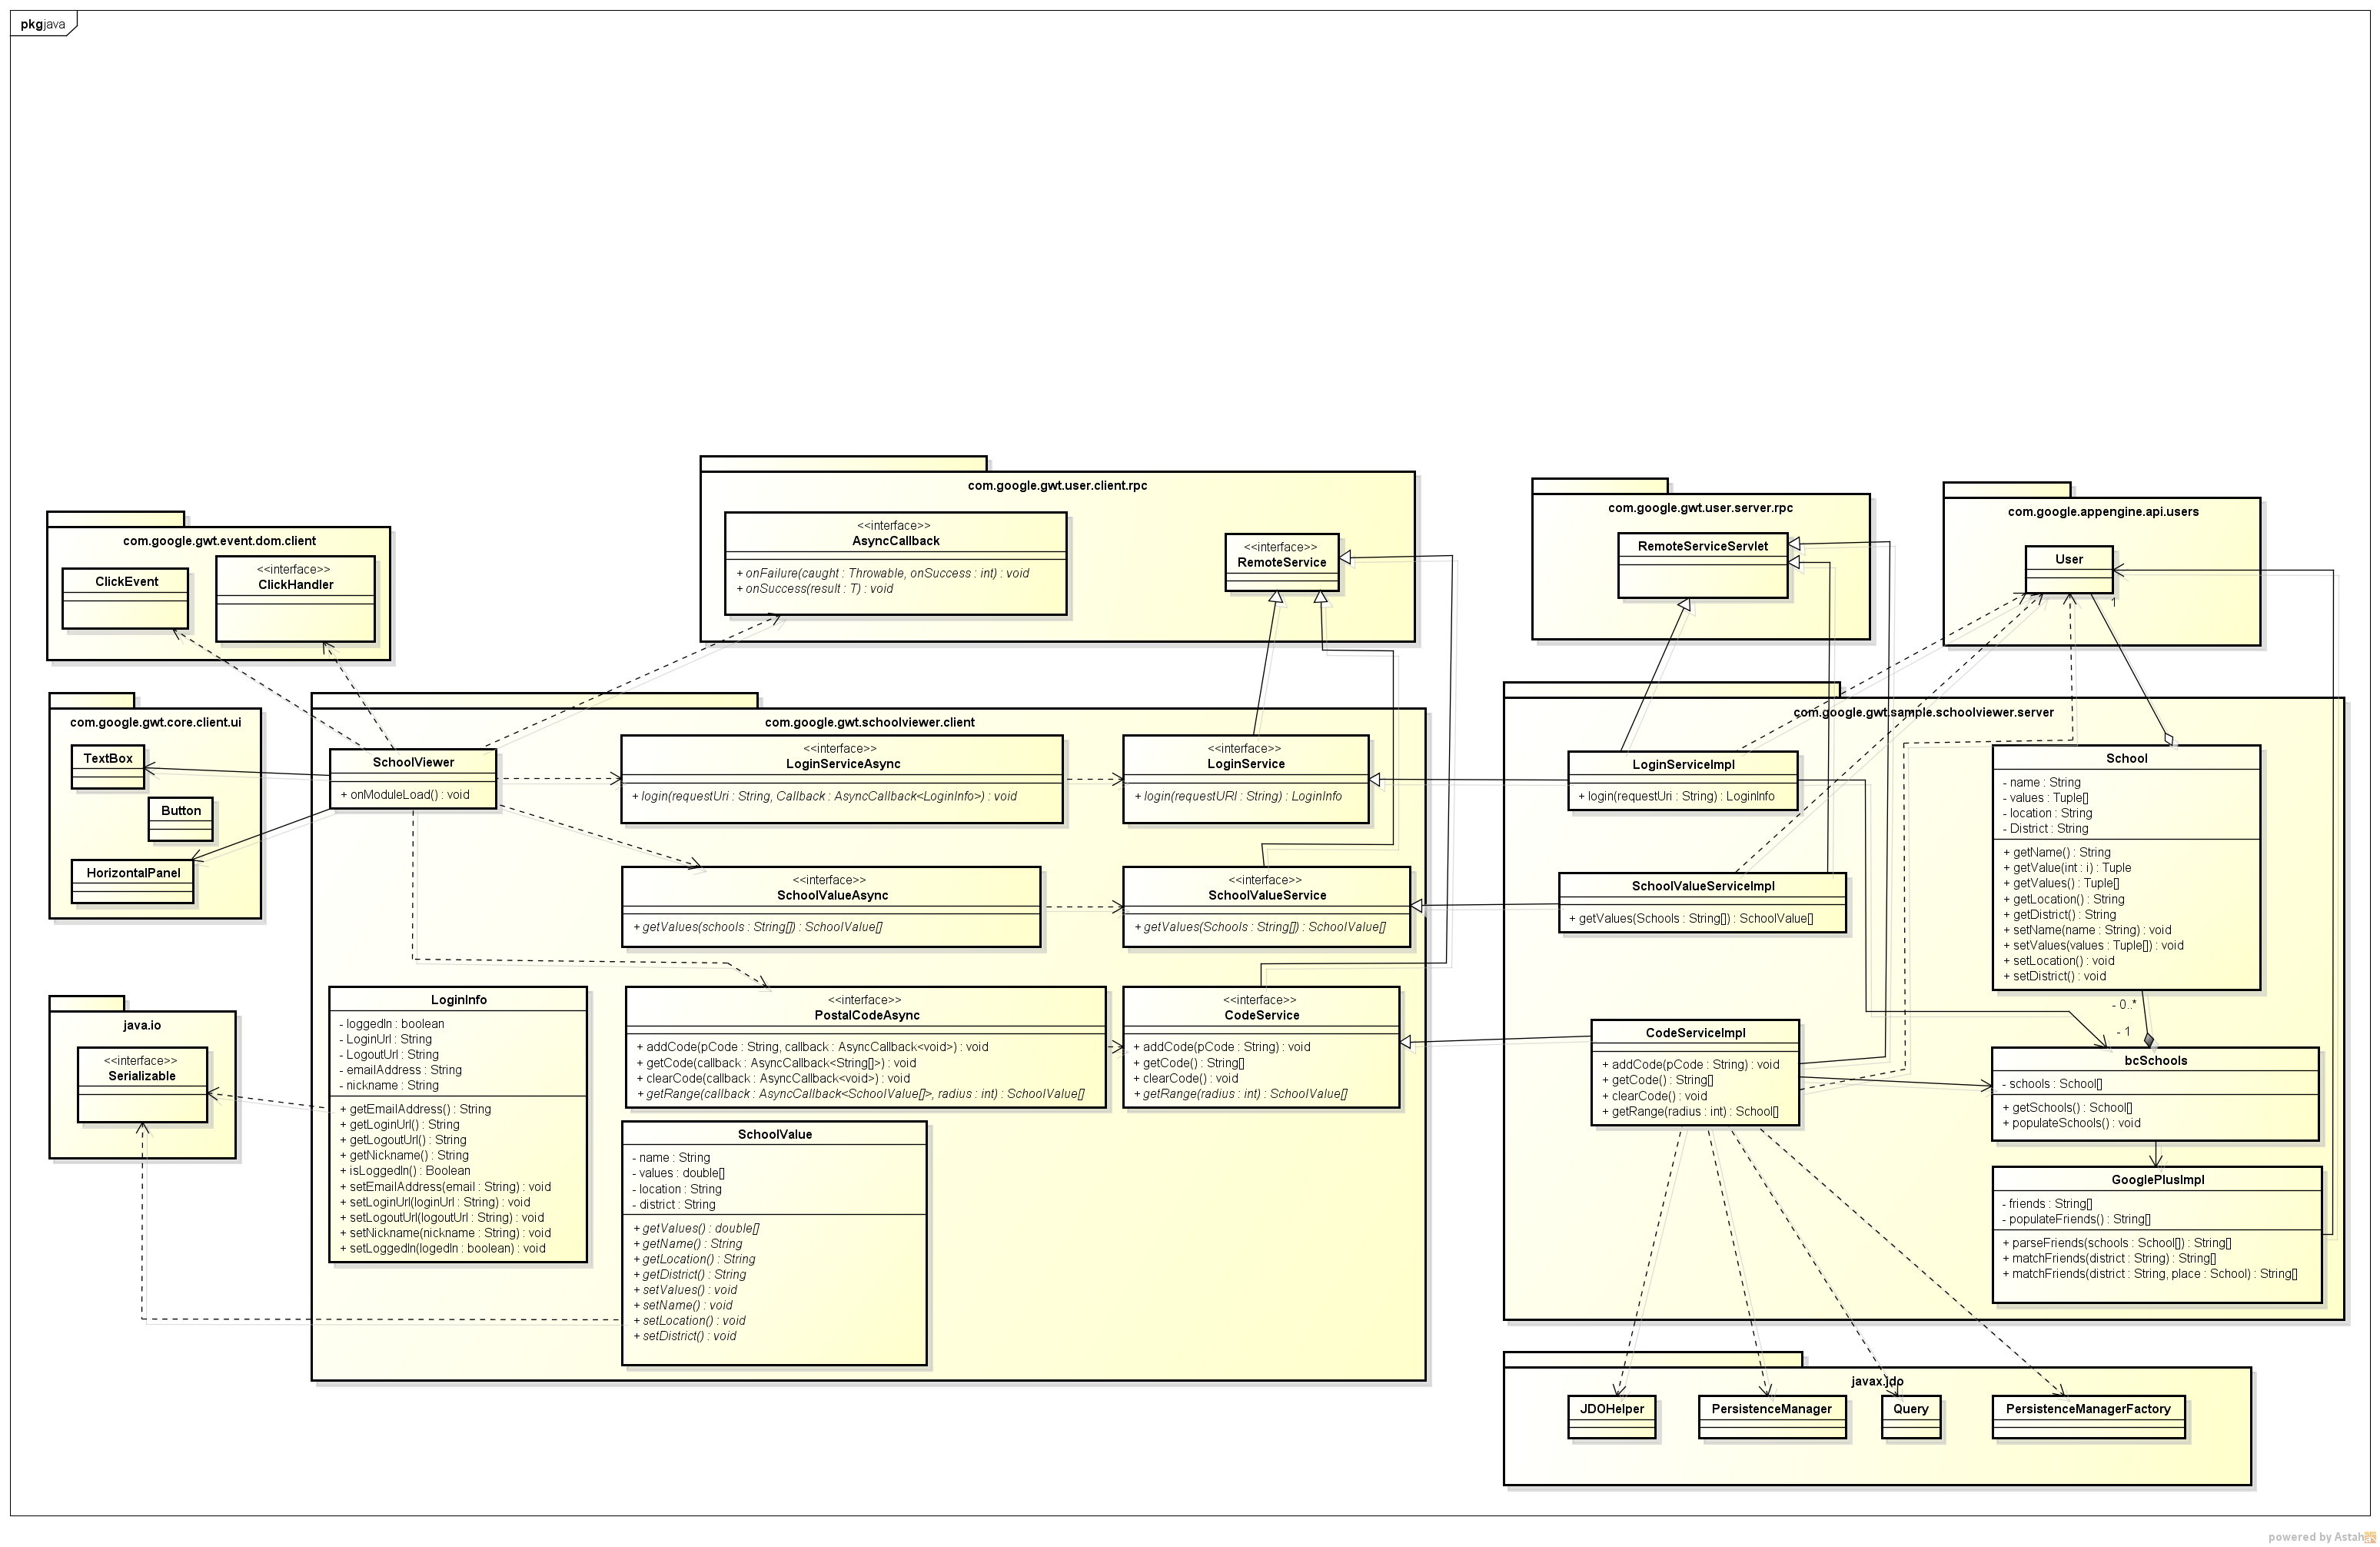 pkg java
com.google.gwt.event.dom.client
ClickEvent
<<interface>>
ClickHandler
com.google.gwt.user.client.rpc
<<interface>>
AsyncCallback
+ onFailure(caught : Throwable, onSuccess : int) : void
+ onSuccess(result : T) : void
<<interface>>
RemoteService
com.google.gwt.user.server.rpc
RemoteServiceServlet
com.google.appengine.api.users
User
1
com.google.gwt.core.client.ui
TextBox
Button
HorizontalPanel
java.io
<<interface>>
Serializable
com.google.gwt.schoolviewer.client
SchoolViewer
+ onModuleLoad() : void
<<interface>>
LoginServiceAsync
+ login(requestUri : String, Callback : AsyncCallback<LoginInfo>) : void
<<interface>>
LoginService
+ login(requestURI : String) : LoginInfo
<<interface>>
SchoolValueAsync
+ getValues(schools : String[]) : SchoolValue[]
<<interface>>
SchoolValueService
+ getValues(Schools : String[]) : SchoolValue[]
LoginInfo
- loggedIn : boolean
- LoginUrl : String
- LogoutUrl : String
- emailAddress : String
- nickname : String
+ getEmailAddress() : String
+ getLoginUrl() : String
+ getLogoutUrl() : String
+ getNickname() : String
+ isLoggedIn() : Boolean
+ setEmailAddress(email : String) : void
+ setLoginUrl(loginUrl : String) : void
+ setLogoutUrl(logoutUrl : String) : void
+ setNickname(nickname : String) : void
+ setLoggedIn(logedIn : boolean) : void
<<interface>>
PostalCodeAsync
+ addCode(pCode : String, callback : AsyncCallback<void>) : void
+ getCode(callback : AsyncCallback<String[]>) : void
+ clearCode(callback : AsyncCallback<void>) : void
+ getRange(callback : AsyncCallback<SchoolValue[]>, radius : int) : SchoolValue[]
<<interface>>
CodeService
+ addCode(pCode : String) : void
+ getCode() : String[]
+ clearCode() : void
+ getRange(radius : int) : SchoolValue[]
SchoolValue
- name : String
- values : double[]
- location : String
- district : String
+ getValues() : double[]
+ getName() : String
+ getLocation() : String
+ getDistrict() : String
+ setValues() : void
+ setName() : void
+ setLocation() : void
+ setDistrict() : void
com.google.gwt.sample.schoolviewer.server
LoginServiceImpl
+ login(requestUri : String) : LoginInfo
SchoolValueServiceImpl
+ getValues(Schools : String[]) : SchoolValue[]
CodeServiceImpl
+ addCode(pCode : String) : void
+ getCode() : String[]
+ clearCode() : void
+ getRange(radius : int) : School[]
School
- name : String
- values : Tuple[]
- location : String
- District : String
+ getName() : String
+ getValue(int : i) : Tuple
+ getValues() : Tuple[]
+ getLocation() : String
+ getDistrict() : String
+ setName(name : String) : void
+ setValues(values : Tuple[]) : void
+ setLocation() : void
+ setDistrict() : void
- 0..*
- 1
bcSchools
- schools : School[]
+ getSchools() : School[]
+ populateSchools() : void
GooglePlusImpl
- friends : String[]
- populateFriends() : String[]
+ parseFriends(schools : School[]) : String[]
+ matchFriends(district : String) : String[]
+ matchFriends(district : String, place : School) : String[]
javax.jdo
JDOHelper
PersistenceManager
Query
PersistenceManagerFactory
powered by Astah